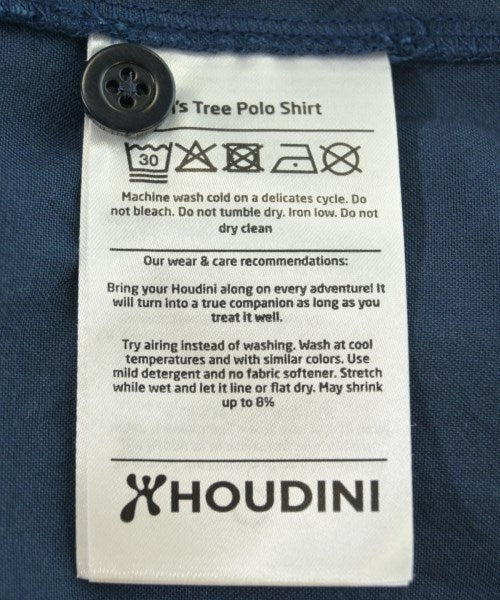 's Tree Polo Shirt
30
Machine wash cold on a delicates cycle. Do
not bleach. Do not tumble dry. Iron low. Do not
dry clean
Our wear & care recommendations:
Bring your Houdini along on every adventure! It
will turn into a true companion as long as you
treat it well.
Try airing instead of washing. Wash at cool
temperatures and with similar colors. Use
mild detergent and no fabric softener. Stretch
while wet and let it line or flat dry. May shrink
up to 8%
HOUDINI